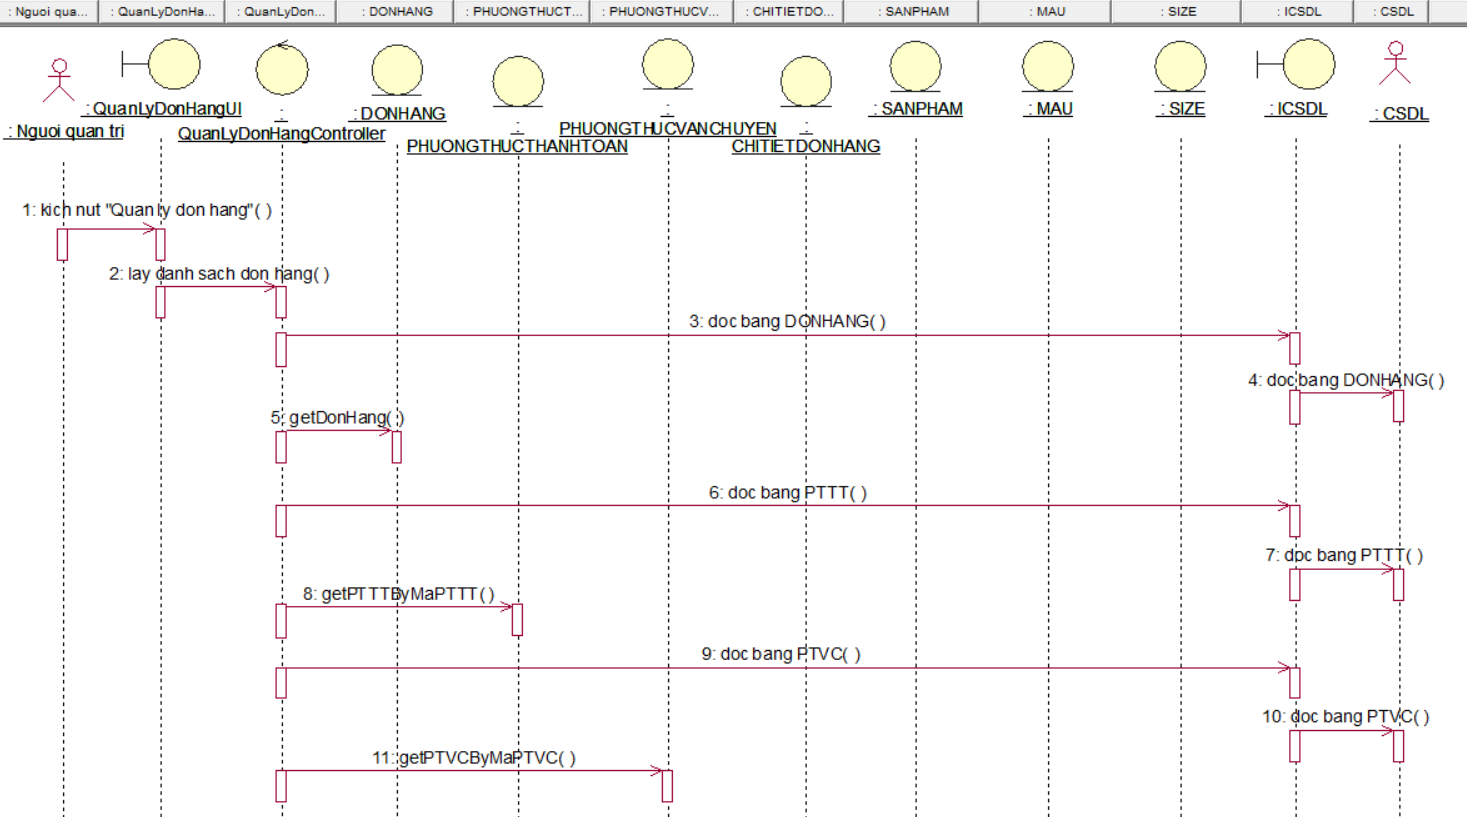 : Nguoi qua...
: QuanLyDonHa...
: QuanLyDon...
: DONHANG
: PHUONGTHUCT...
: PHUONGTHUCV...
: CHITIETDO...
: SANPHAM
: MAU
: SIZE
: ICSDL
: CSDL
: Nguoi quan tri
: QuanLyDonHangUI
:
QuanLyDonHangController
: DONHANG
:
PHUONGTHUCTHANHTOAN
:
PHUONGTHUCVANCHUYEN
:
CHITIETDONHANG
: SANPHAM
: MAU
: SIZE
: ICSDL
: CSDL
1: kich nut "Quan ly don hang"( )
2: lay danh sach don hang( )
3: doc bang DONHANG( )
4: doc bang DONHANG( )
5: getDonHang( )
6: doc bang PTTT( )
7: doc bang PTTT( )
8: getPTTTByMaPTTT( )
9: doc bang PTVC( )
10: doc bang PTVC( )
11: getPTVCByMaPTVC( )